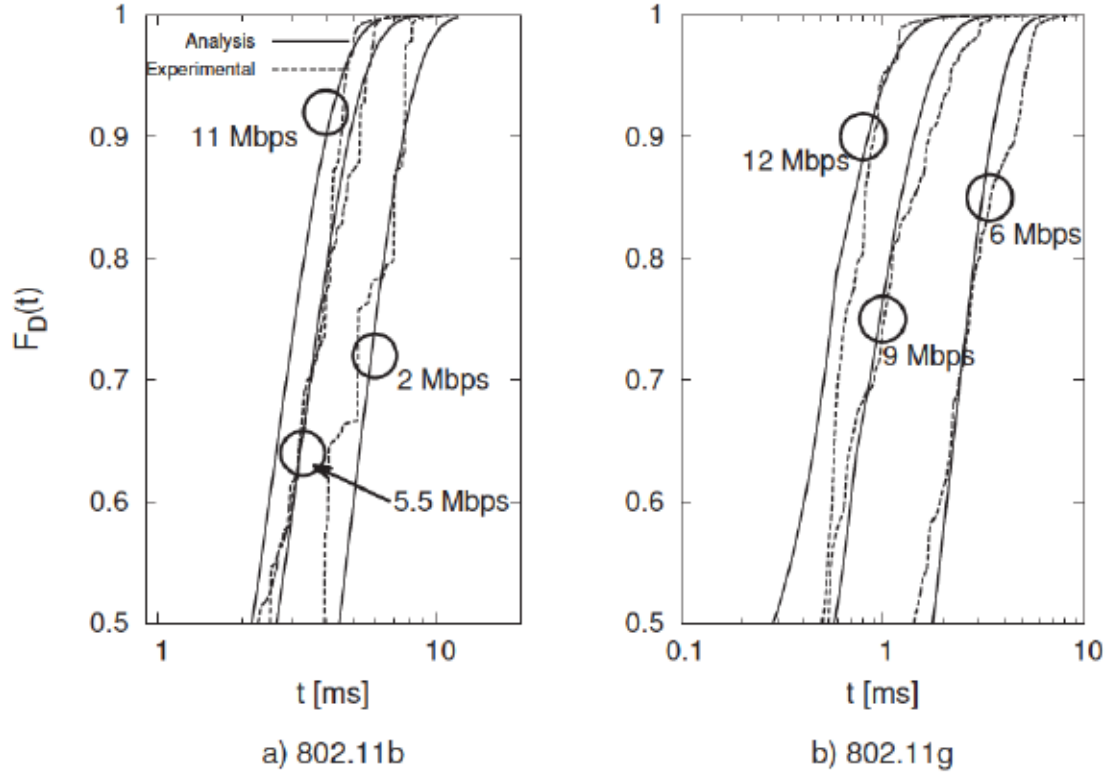 F_D(t)
1
0.9
0.8
0.7
0.6
0.5
Analysis
Experimental
11 Mbps
2 Mbps
5.5 Mbps
1
10
t [ms]
a) 802.11b
1
0.9
0.8
0.7
0.6
0.5
12 Mbps
6 Mbps
9 Mbps
0.1
1
10
t [ms]
b) 802.11g